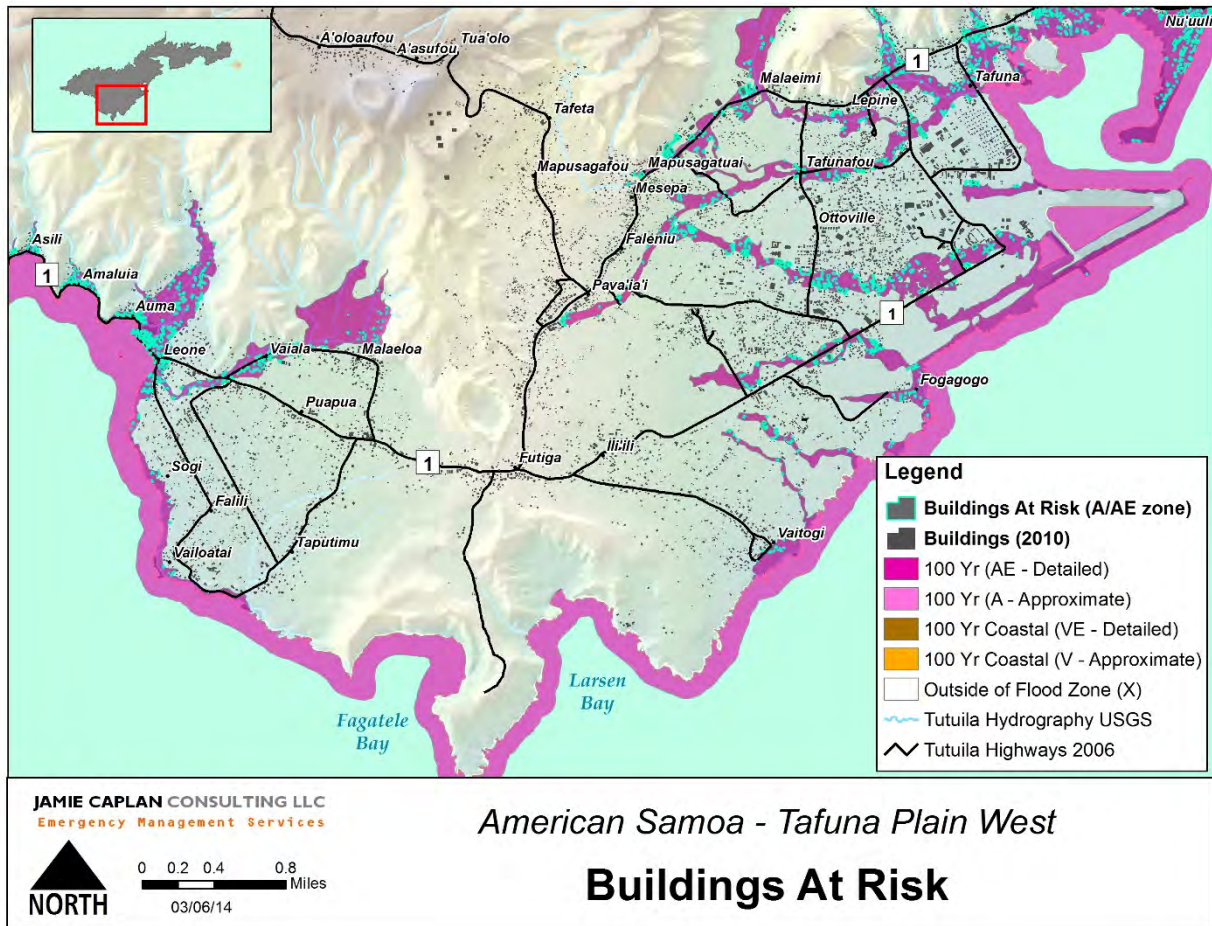 Nu'uuli
A'oloaufou
Tua'olo
A'asufou
1
Malaeimi
Tafuna
Lepine
Tafeta
Mapusagafou
Mapusagatuai
Tafunafou
Mesepa
Ottoville
Faleniu
Asili
1
Amaluia
Pava'ia'i
Auma
1
Leone
Vaiala
Malaeloa
Fogagogo
Puapua
Ili'ili
1
Futiga
Sogi
Falili
Vaitogi
Vailoatai
Taputimu
Larsen
Bay
Fagatele
Bay
Legend
Buildings At Risk (A/AE zone)
Buildings (2010)
100 Yr (AE - Detailed)
100 Yr (A - Approximate)
100 Yr Coastal (VE - Detailed)
100 Yr Coastal (V - Approximate)
Outside of Flood Zone (X)
Tutuila Hydrography USGS
Tutuila Highways 2006
JAMIE CAPLAN CONSULTING LLC
Emergency Management Services
NORTH
0 0.2 0.4 0.8
Miles
03/06/14
American Samoa - Tafuna Plain West
Buildings At Risk